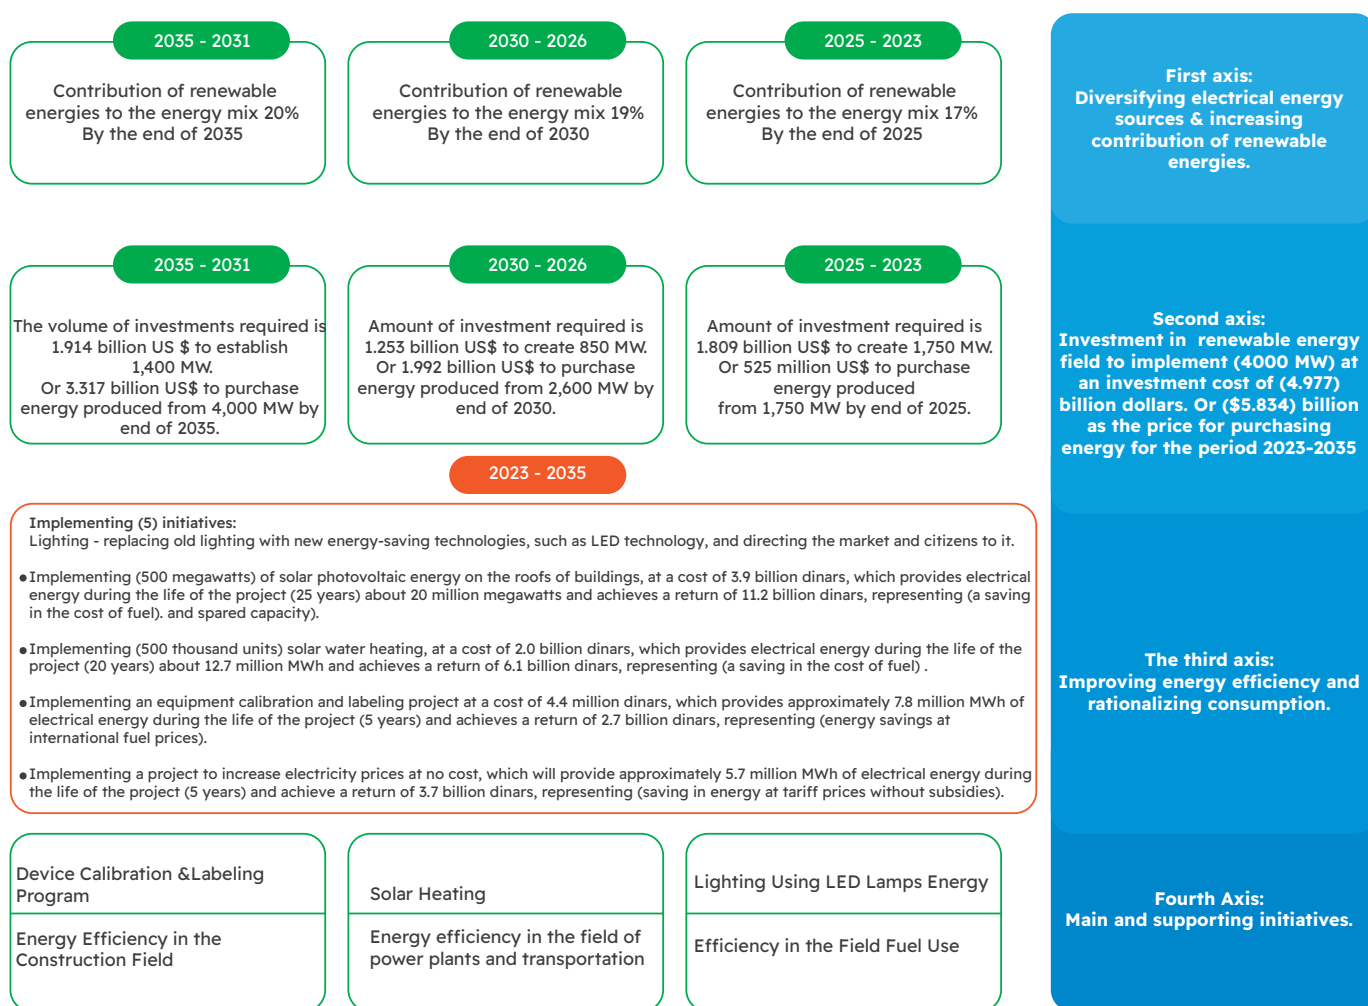 2035 - 2031
Contribution of renewable
energies to the energy mix 20%
By the end of 2035
2030 - 2026
Contribution of renewable
energies to the energy mix 19%
By the end of 2030
2025 - 2023
Contribution of renewable
energies to the energy mix 17%
By the end of 2025
First axis:
Diversifying electrical energy
sources & increasing
contribution of renewable
energies.
2035 - 2031
The volume of investments required is
1.914 billion US $ to establish
1,400 MW.
Or 3.317 billion US$ to purchase
energy produced from 4,000 MW by
end of 2035.
2030 - 2026
Amount of investment required is
1.253 billion US$ to create 850 MW.
Or 1.992 billion US$ to purchase
energy produced from 2,600 MW by
end of 2030.
2025 - 2023
Amount of investment required is
1.809 billion US$ to create 1,750 MW.
Or 525 million US$ to purchase
energy produced
from 1,750 MW by end of 2025.
Second axis:
Investment in renewable energy
field to implement (4000 MW) at
an investment cost of (4.977)
billion dollars. Or ($5.834) billion
as the price for purchasing
energy for the period 2023-2035
2023 - 2035
Implementing (5) initiatives:
Lighting - replacing old lighting with new energy-saving technologies, such as LED technology, and directing the market and citizens to it.
• Implementing (500 megawatts) of solar photovoltaic energy on the roofs of buildings, at a cost of 3.9 billion dinars, which provides electrical
energy during the life of the project (25 years) about 20 million megawatts and achieves a return of 11.2 billion dinars, representing (a saving
in the cost of fuel). and spared capacity).
• Implementing (500 thousand units) solar water heating, at a cost of 2.0 billion dinars, which provides electrical energy during the life of the
project (20 years) about 12.7 million MWh and achieves a return of 6.1 billion dinars, representing (a saving in the cost of fuel) .
• Implementing an equipment calibration and labeling project at a cost of 4.4 million dinars, which provides approximately 7.8 million MWh of
electrical energy during the life of the project (5 years) and achieves a return of 2.7 billion dinars, representing (energy savings at
international fuel prices).
• Implementing a project to increase electricity prices at no cost, which will provide approximately 5.7 million MWh of electrical energy during
the life of the project (5 years) and achieve a return of 3.7 billion dinars, representing (saving in energy at tariff prices without subsidies).
The third axis:
Improving energy efficiency and
rationalizing consumption.
Device Calibration &Labeling
Program
Energy Efficiency in the
Construction Field
Solar Heating
Energy efficiency in the field of
power plants and transportation
Lighting Using LED Lamps Energy
Efficiency in the Field Fuel Use
Fourth Axis:
Main and supporting initiatives.